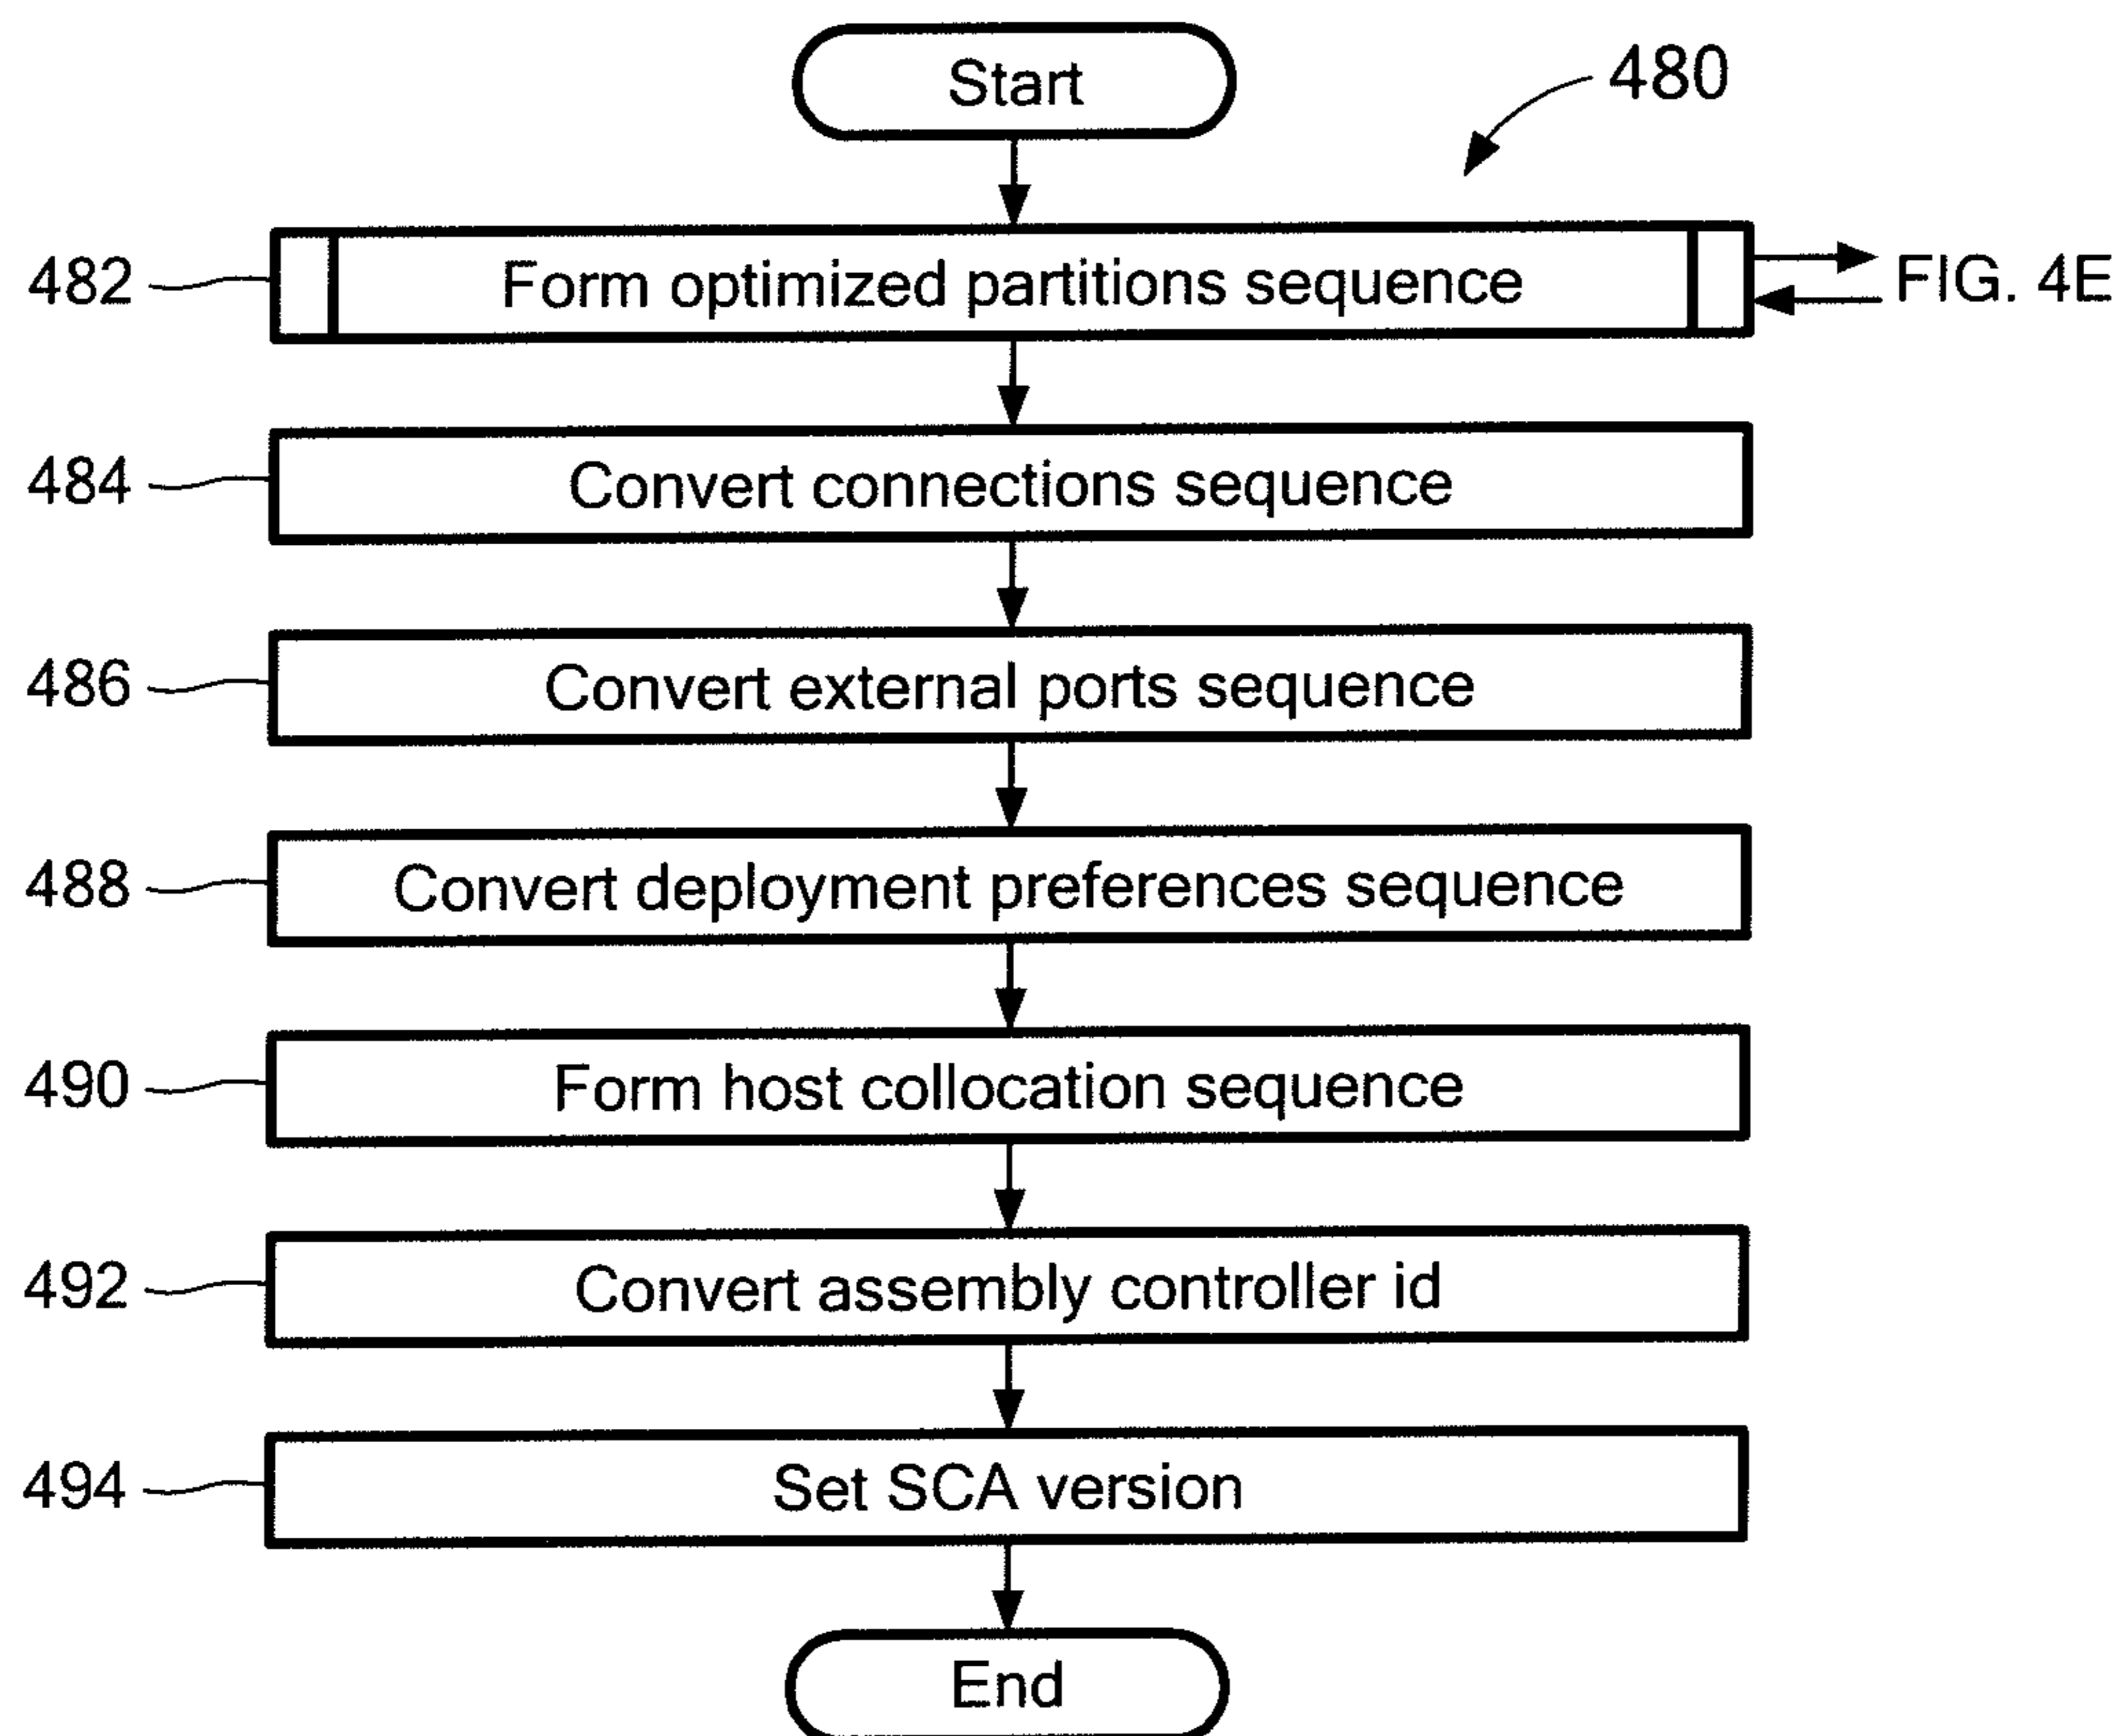 Start
480
482
Form optimized partitions sequence
FIG. 4E
484
Convert connections sequence
486
Convert external ports sequence
488
Convert deployment preferences sequence
490
Form host collocation sequence
492
Convert assembly controller id
494
Set SCA version
End